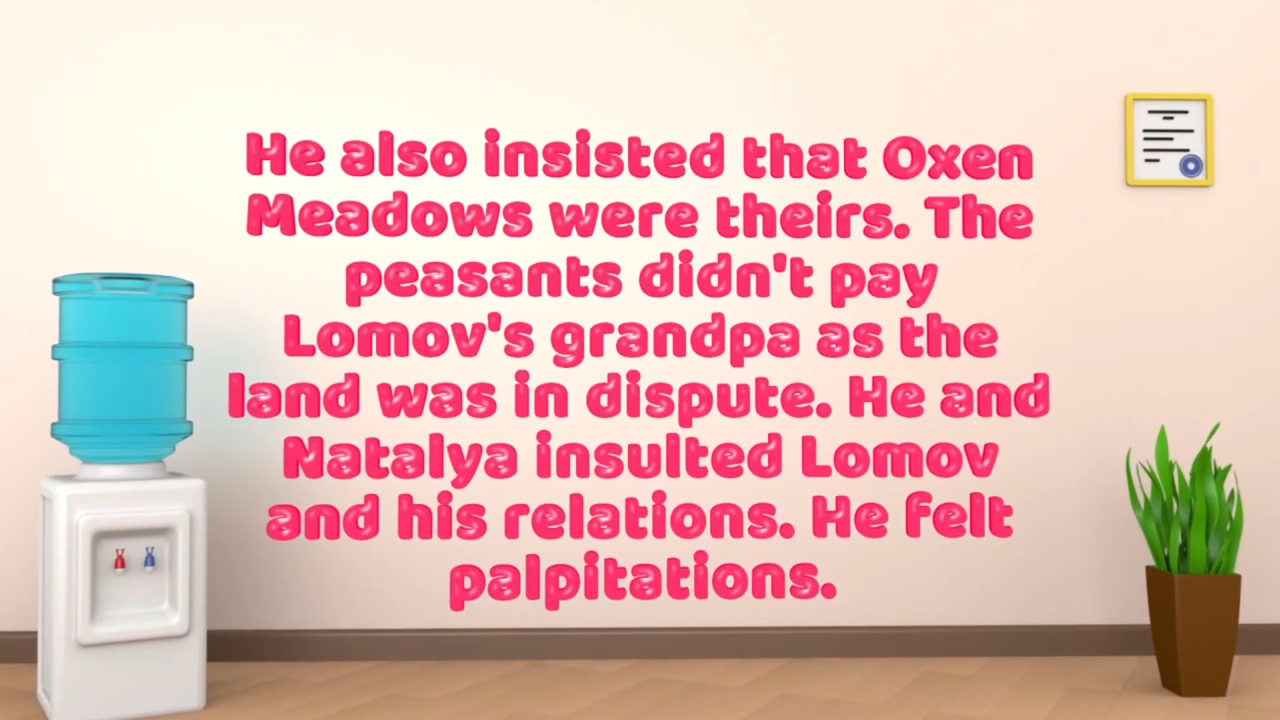 He also insisted that Oxen
Meadows were theirs. The
peasants didn't pay
Lomov's grandpa as the
land was in dispute. He and
Natalya insulted Lomov
and his relations. He felt
palpitations.